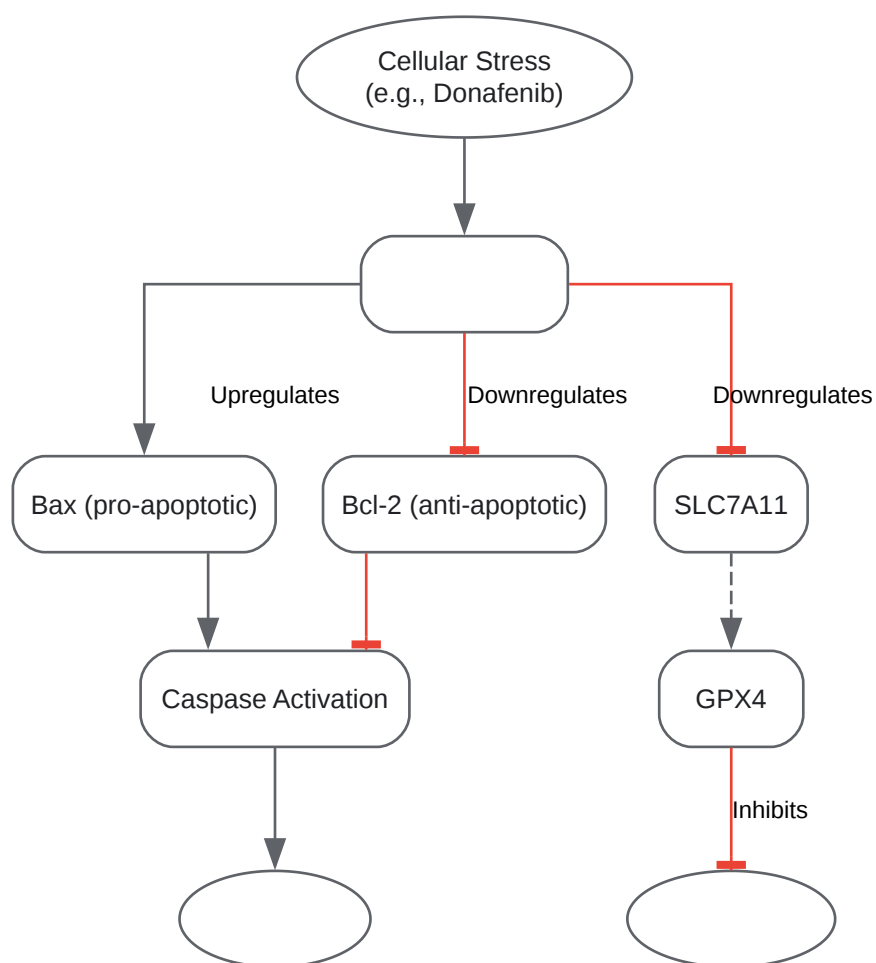 Cellular Stress
(e.g., Donafenib)
Upregulates
Downregulates
Downregulates
Bax (pro-apoptotic)
Bcl-2 (anti-apoptotic)
SLC7A11
Caspase Activation
GPX4
Inhibits